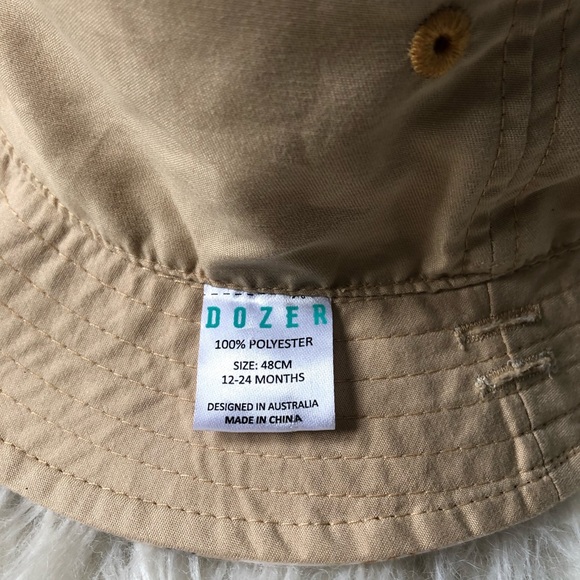 DOZER
100% POLYESTER
SIZE: 48CM
12-24 MONTHS
DESIGNED IN AUSTRALIA
MADE IN CHINA